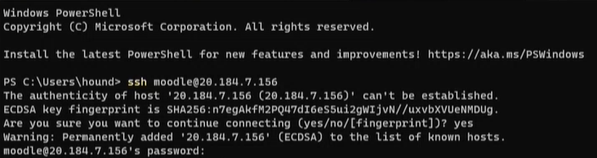 Windows PowerShell
Copyright (C) Microsoft Corporation. All rights reserved.
Install the latest PowerShell for new features and improvements! https://aka.ms/PSWindows
PS C:\Users\hound> ssh moodle@20.184.7.156
The authenticity of host '20.184.7.156 (20.184.7.156)' can't be established.
ECDSA key fingerprint is SHA256:n7egAkfM2PQ47dI6eS5ui2gWIjvN//uxvbXVUeNMDUg.
Are you sure you want to continue connecting (yes/no/[fingerprint])? yes
Warning: Permanently added '20.184.7.156' (ECDSA) to the list of known hosts.
moodle@20.184.7.156's password: